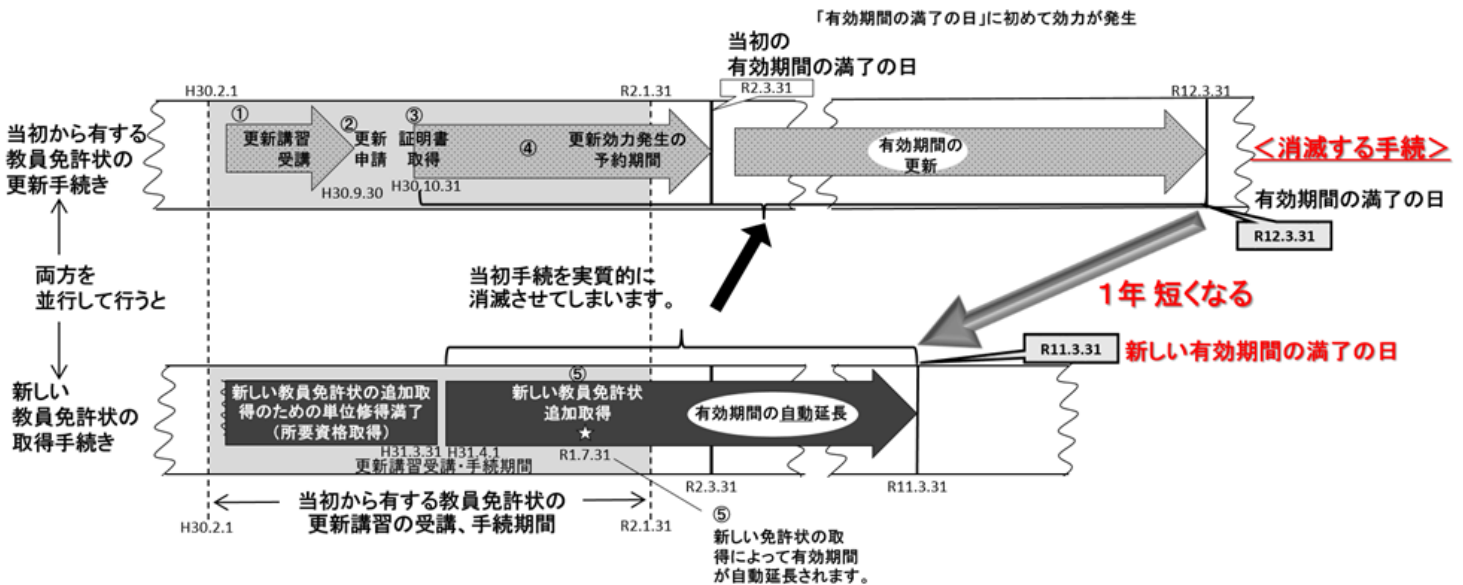 「有効期間の満了の日」に初めて効力が発生
当初の
有効期間の満了の日
H30.2.1
R2.1.31
R2.3.31
R12.3.31
当初から有する
教員免許状の
更新手続き
①
更新講習
受講
②
更新
申請
H30.9.30
③
証明書
取得
H30.10.31
④
更新効力発生の
予約期間
有効期間の
更新
＜消滅する手続＞
有効期間の満了の日
R12.3.31
両方を
並行して行うと
当初手続を実質的に
消滅させてしまいます。
１年 短くなる
R11.3.31
新しい有効期間の満了の日
新しい
教員免許状の
取得手続き
新しい教員免許状の追加取
得のための単位修得満了
（所要資格取得）
H31.3.31
H31.4.1
⑤
新しい教員免許状
追加取得
☆
R1.7.31
有効期間の自動延長
更新講習受講・手続期間
R2.3.31
R11.3.31
当初から有する教員免許状の
更新講習の受講、手続期間
H30.2.1
R2.1.31
⑤
新しい免許状の取
得によって有効期間
が自動延長されます。